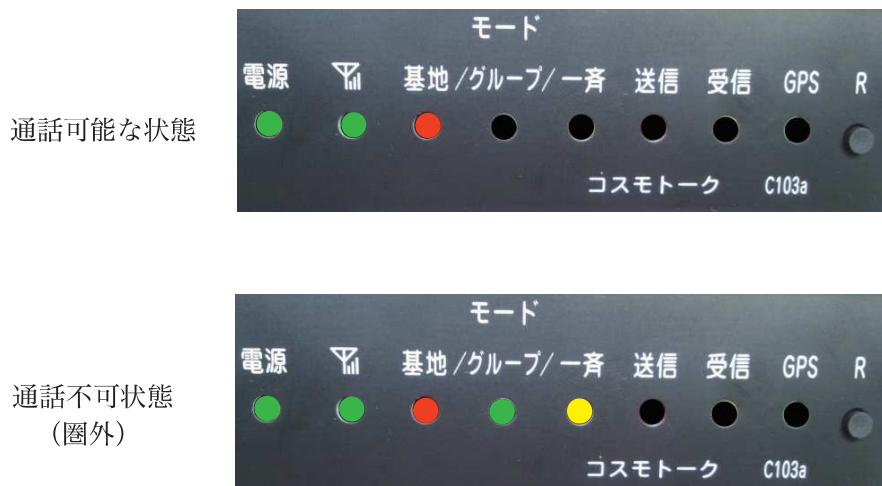 モード
電源 基地/グループ/一斉 送信 受信 GPS R
通話可能な状態
コスモトーク C103a
モード
電源 基地/グループ/一斉 送信 受信 GPS R
通話不可状態
（圏外）
コスモトーク C103a